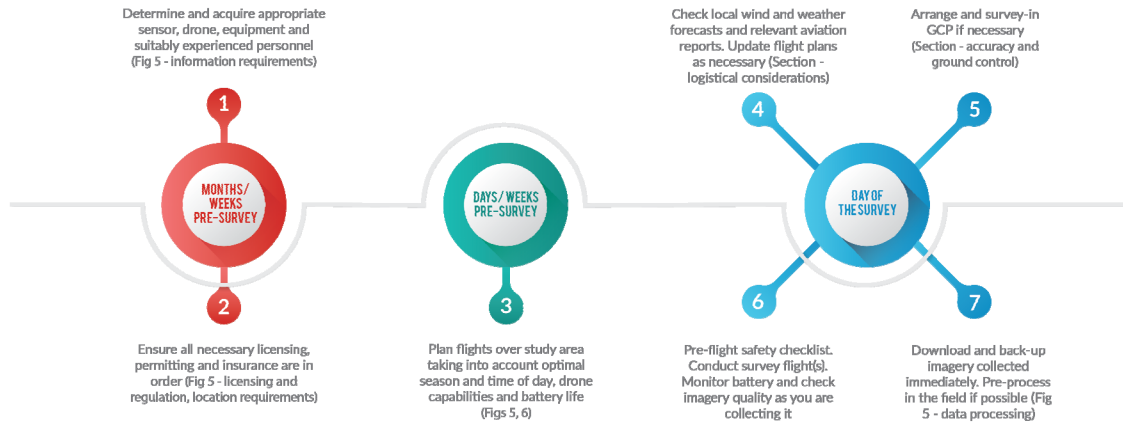 Determine and acquire appropriate
sensor, drone, equipment and
suitably experienced personnel
(Fig 5 - information requirements)
1
MONTHS/
WEEKS
PRE-SURVEY
2
Ensure all necessary licensing,
permitting and insurance are in
order (Fig 5 - licensing and
regulation, location requirements)
DAYS/WEEKS
PRE-SURVEY
3
Plan flights over study area
taking into account optimal
season and time of day, drone
capabilities and battery life
(Figs 5, 6)
Check local wind and weather
forecasts and relevant aviation
reports. Update flight plans
as necessary (Section -
logistical considerations)
4
Arrange and survey-in
GCP if necessary
(Section - accuracy and
ground control)
5
DAY OF
THE SURVEY
6
Pre-flight safety checklist.
Conduct survey flight(s).
Monitor battery and check
imagery quality as you are
collecting it
7
Download and back-up
imagery collected
immediately. Pre-process
in the field if possible (Fig
5 - data processing)